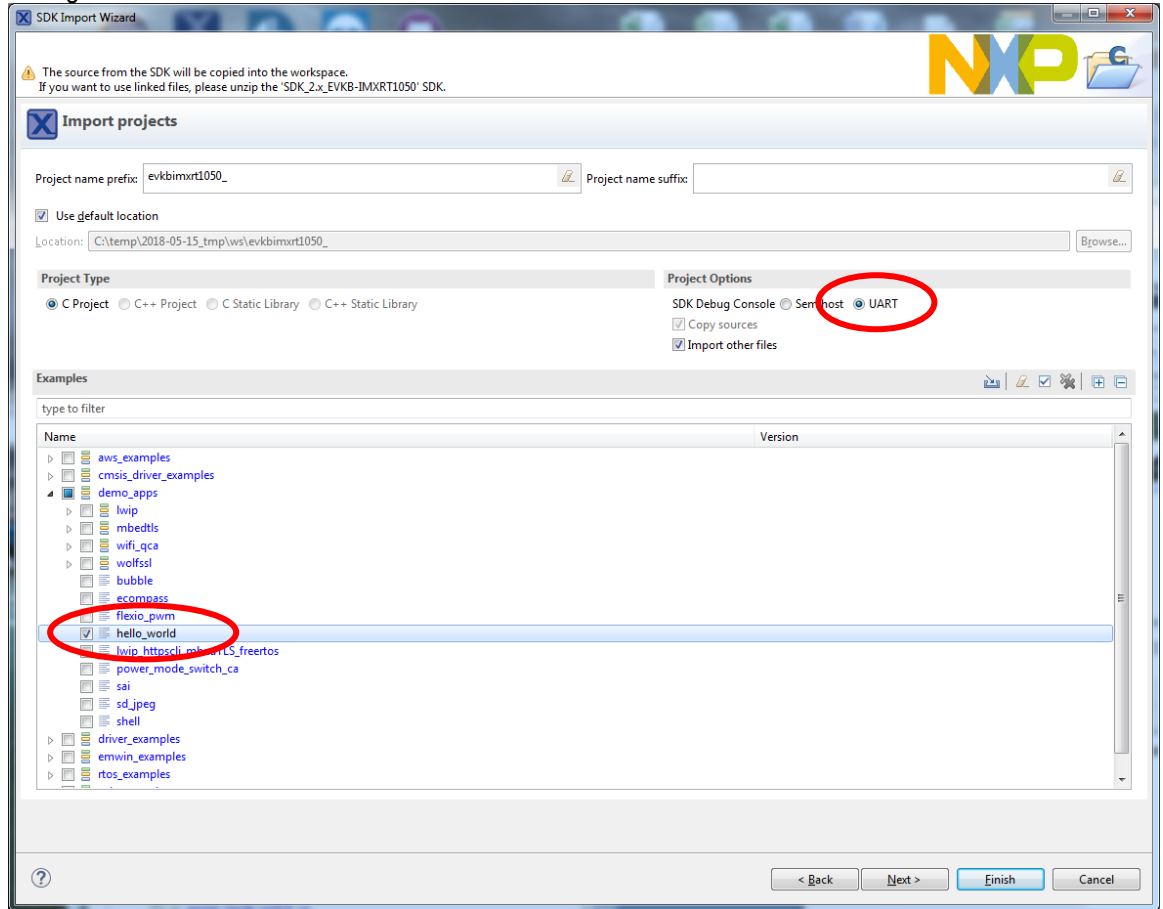 SDK Import Wizard
NXP
C
The source from the SDK will be copied into the workspace.
If you want to use linked files, please unzip the 'SDK_2.x_EVKB-IMXRT1050' SDK.
Import projects
Project name prefix: evkbimxrt1050_ Project name suffix:
Use default location
Location: C:\temp\2018-05-15_tmp\ws\evkbimxrt1050_ Browse...
Project Type Project Options
C Project C++ Project C Static Library C++ Static Library SDK Debug Console Semihost UART
Copy sources
Import other files
Examples
type to filter
Name Version
aws_examples
cmsis_driver_examples
demo_apps
lwip
mbedtls
wifi_qca
wolfssl
bubble
ecompass
flexio_pwm
hello_world
lwip_httpscli_mbedTLS_freertos
power_mode_switch_ca
sai
sd_jpeg
shell
driver_examples
emwin_examples
rtos_examples
? < Back Next > Finish Cancel